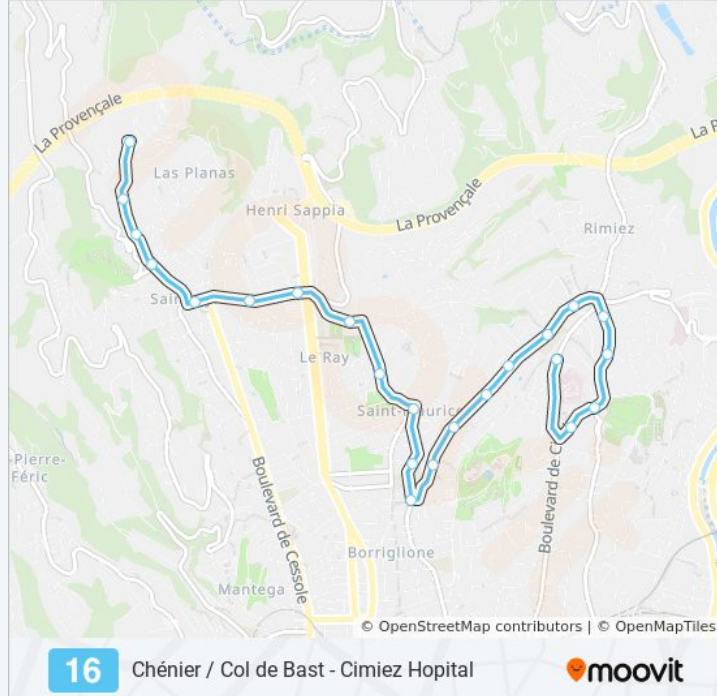 La Provençale
La P
Las Planas
Henri Sappia
La Provençale
Rimiez
Sain
Le Ray
Saint-Maurice
-Pierre-
Féric
Boulevard de Cessole
Boulevard de Ci
Borriglione
Mantega
© OpenStreetMap contributors | © OpenMapTiles
16 Chénier / Col de Bast - Cimiez Hopital moovit